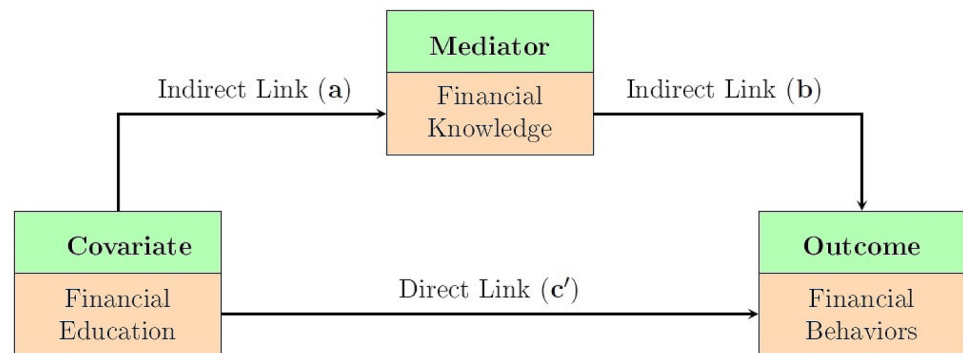 Mediator
Financial
Knowledge
Indirect Link (a)
Indirect Link (b)
Covariate
Financial
Education
Direct Link (c′)
Outcome
Financial
Behaviors